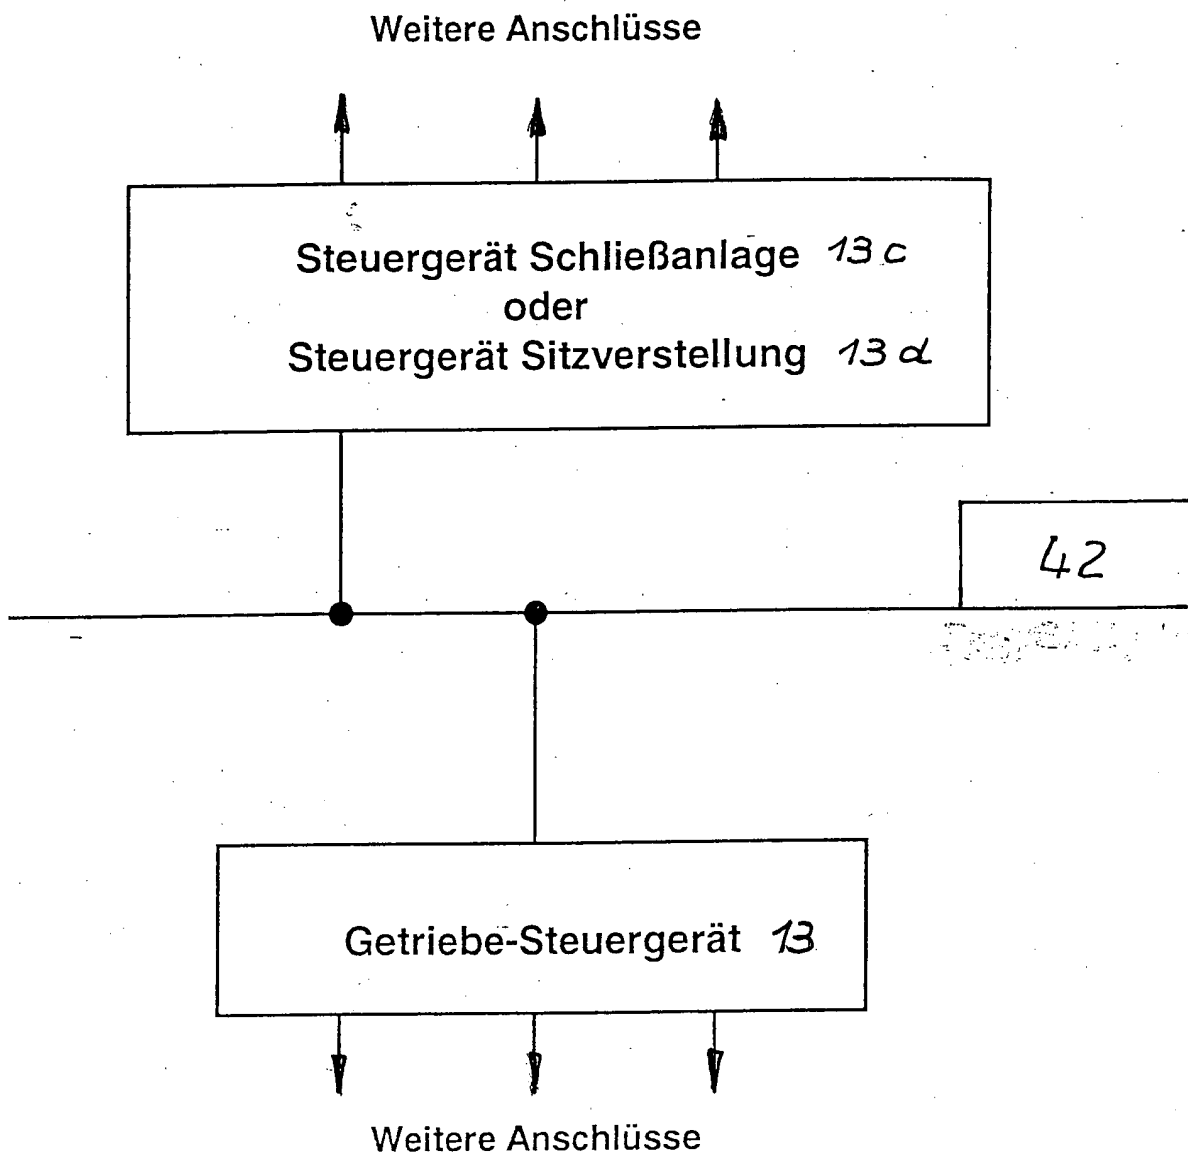 Weitere Anschlüsse
Steuergerät Schließanlage 13c
oder
Steuergerät Sitzverstellung 13d
42
Getriebe-Steuergerät 13
Weitere Anschlüsse